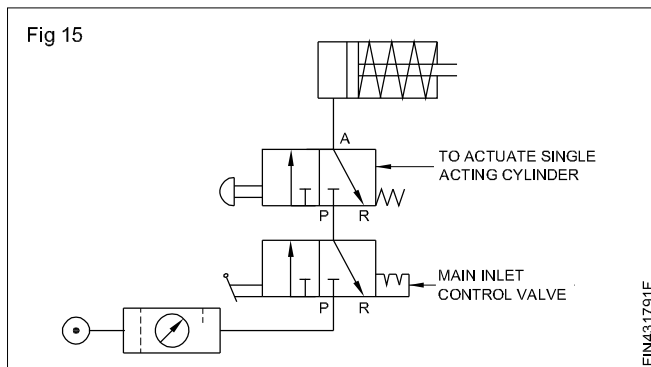 Fig 15
A
TO ACTUATE SINGLE
ACTING CYLINDER
P R
MAIN INLET
CONTROL VALVE
P R
FIN431791F